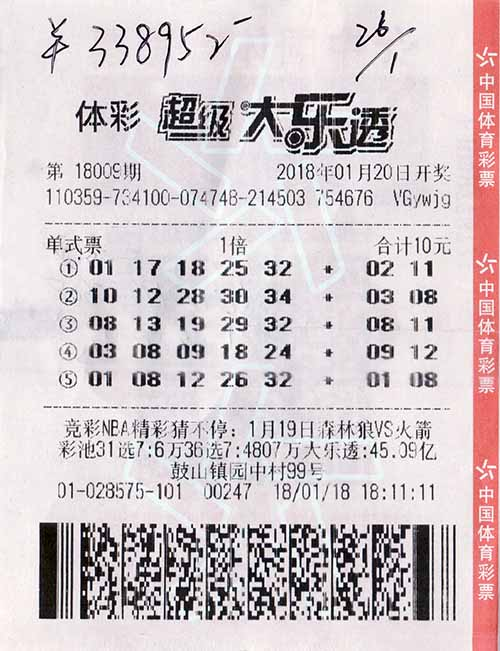 ¥ 338952- 26/1
体彩 超级大乐透
第 18009期 2018年01月20日开奖
110359-734100-074748-214503 754676 VGywjg
单式票 1倍 合计10元
① 01 17 18 25 32 * 02 11
② 10 12 28 30 34 * 03 08
③ 08 13 19 29 32 * 08 11
④ 03 08 09 18 24 * 09 12
⑤ 01 08 12 26 32 * 01 08
竞彩NBA精彩猜不停：1月19日森林狼VS火箭
彩池31选7:6万36选7:4807万大乐透:45.09亿
鼓山镇园中村99号
01-028575-101 00247 18/01/18 18:11:11
中国体育彩票
中国体育彩票
中国体育彩票